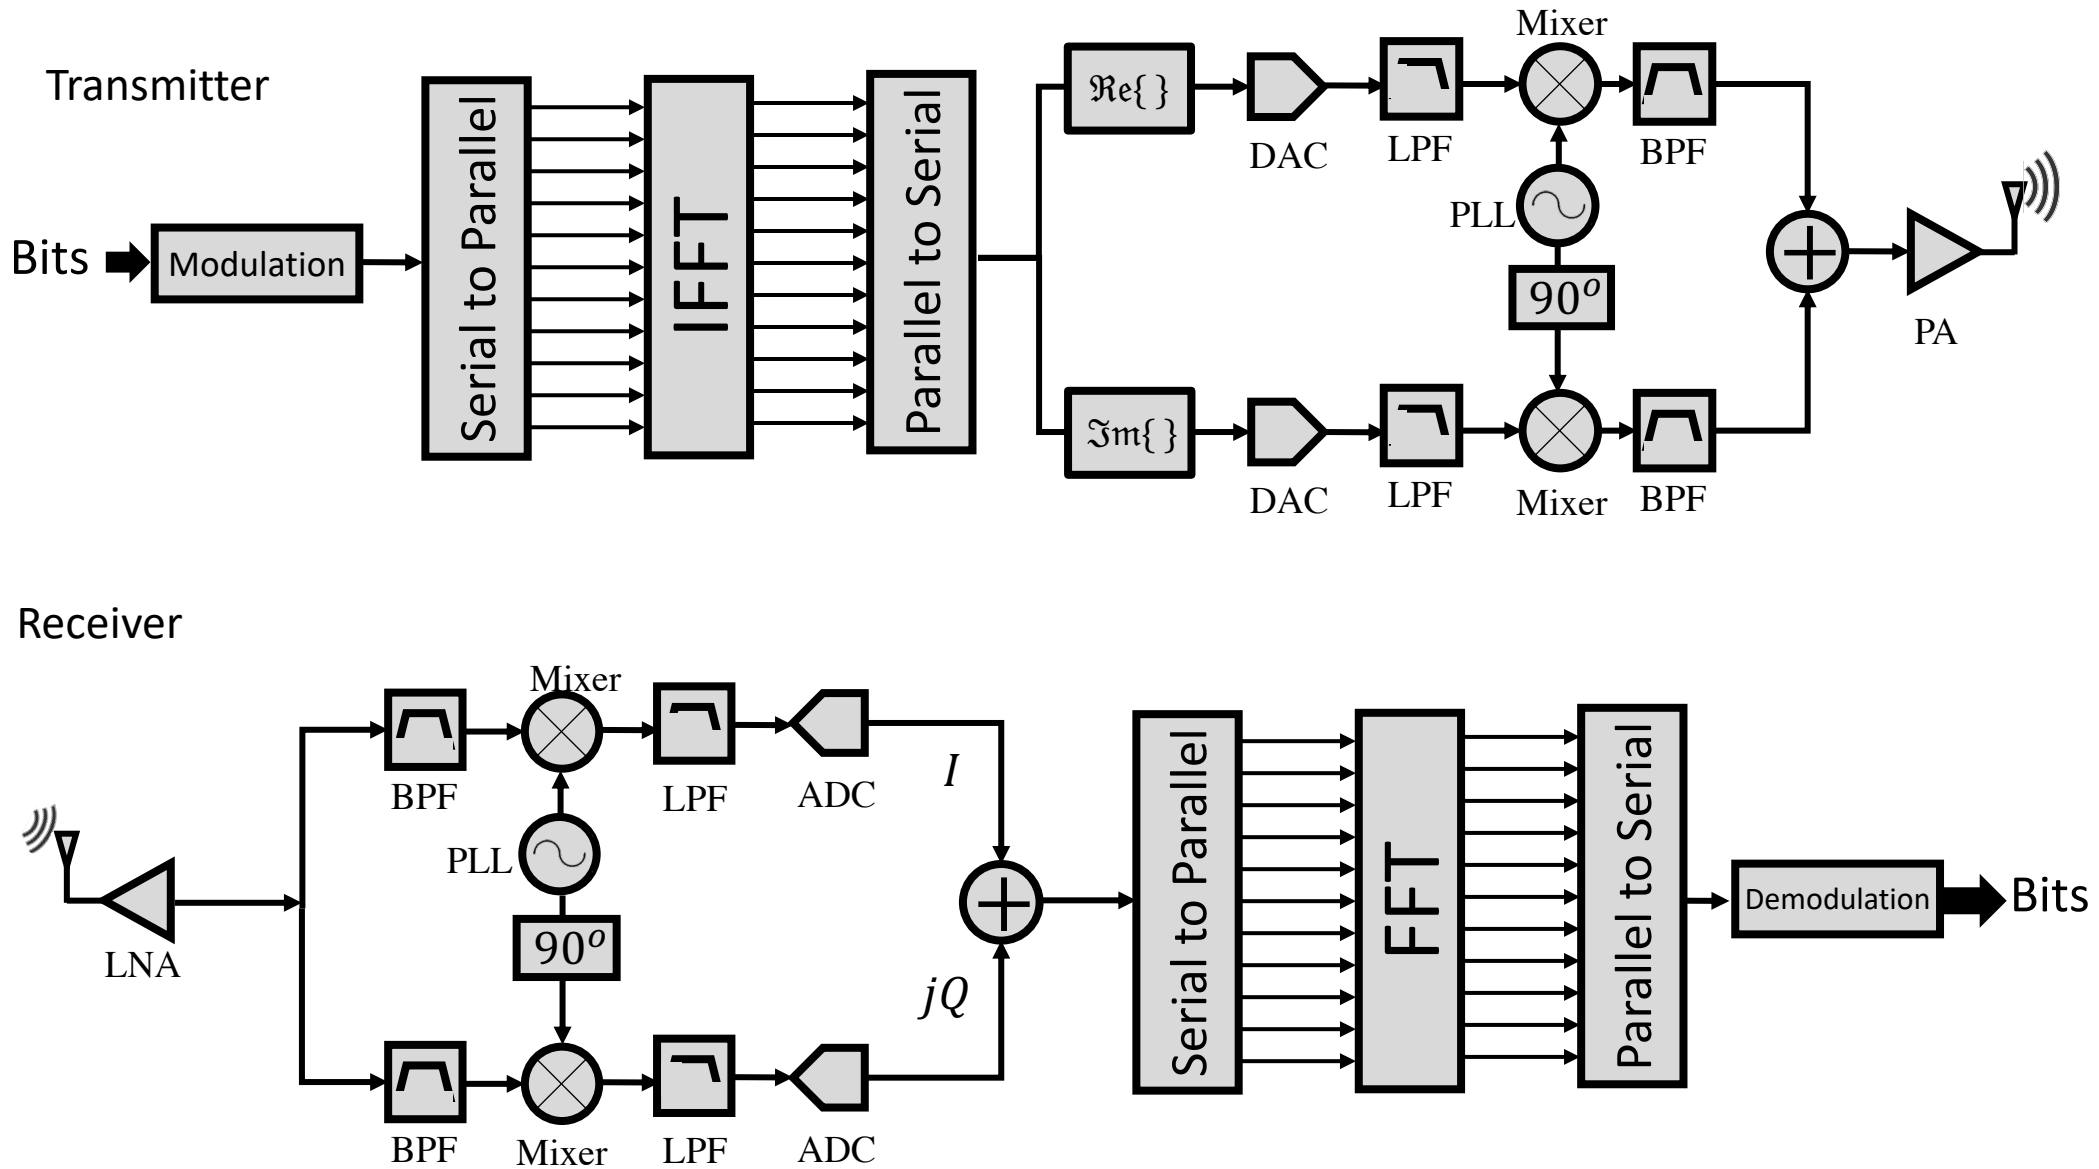 Transmitter
Bits
Modulation
Serial to Parallel
IFFT
Parallel to Serial
ℜe{ }
DAC
LPF
Mixer
BPF
PLL
90°
ℑm{ }
DAC
LPF
Mixer
BPF
PA
Receiver
LNA
BPF
Mixer
LPF
ADC
I
PLL
90°
BPF
Mixer
LPF
ADC
jQ
Serial to Parallel
FFT
Parallel to Serial
Demodulation
Bits